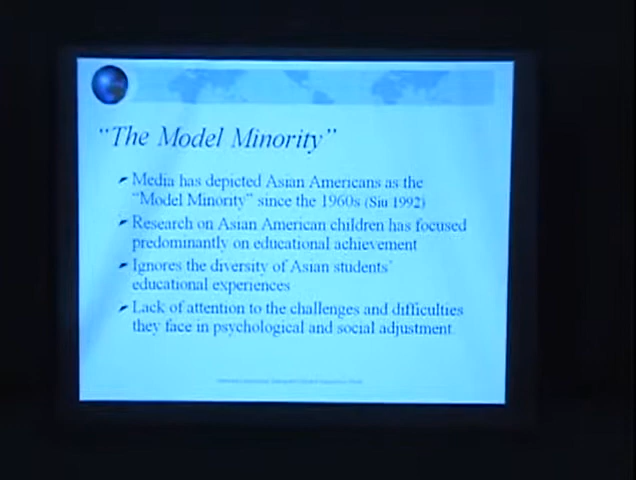 “The Model Minority”
Media has depicted Asian Americans as the
“Model Minority” since the 1960s (Siu 1992)
Research on Asian American children has focused
predominantly on educational achievement
Ignores the diversity of Asian students’
educational experiences
Lack of attention to the challenges and difficulties
they face in psychological and social adjustment